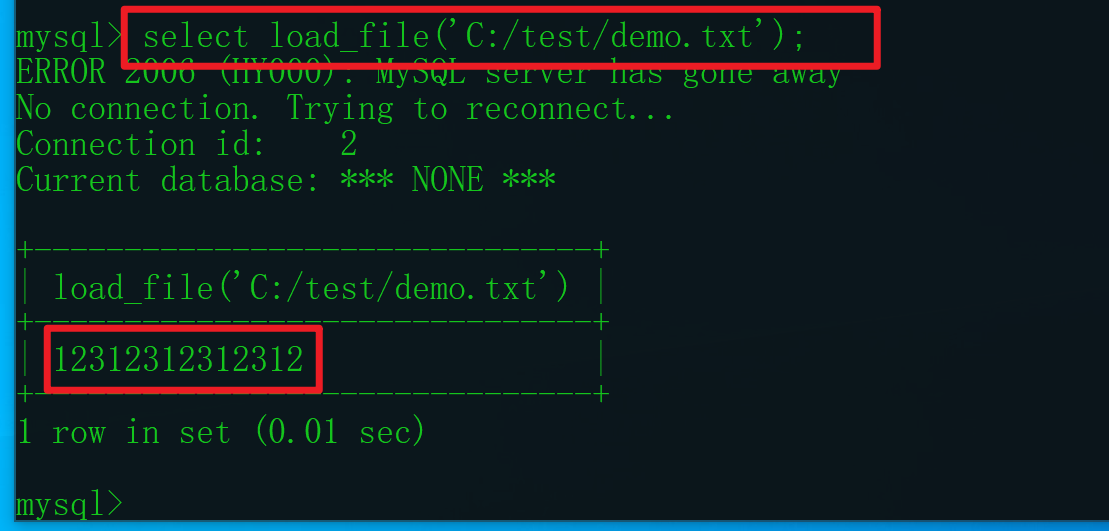 mysql> select load_file('C:/test/demo.txt');
ERROR 2006 (HY000): MySQL server has gone away
No connection. Trying to reconnect...
Connection id:    2
Current database: *** NONE ***
+-------------------------------+
| load_file('C:/test/demo.txt') |
+-------------------------------+
| 12312312312312                |
+-------------------------------+
1 row in set (0.01 sec)
mysql>